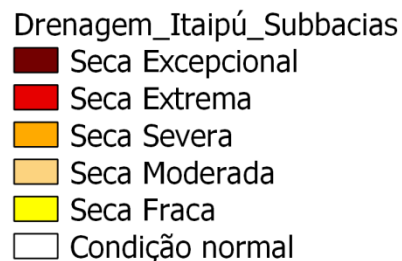 Drenagem_Itaipú_Subbacias
Seca Excepcional
Seca Extrema
Seca Severa
Seca Moderada
Seca Fraca
Condição normal